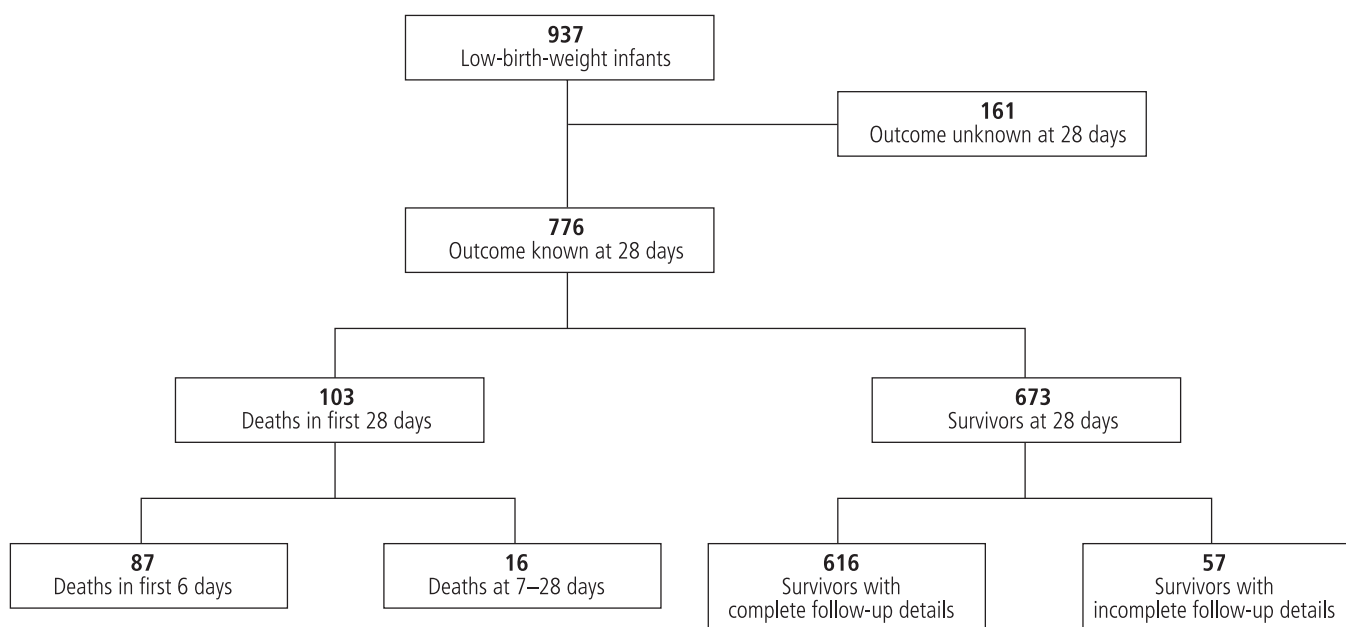 937
Low-birth-weight infants
161
Outcome unknown at 28 days
776
Outcome known at 28 days
103
Deaths in first 28 days
673
Survivors at 28 days
87
Deaths in first 6 days
16
Deaths at 7–28 days
616
Survivors with
complete follow-up details
57
Survivors with
incomplete follow-up details